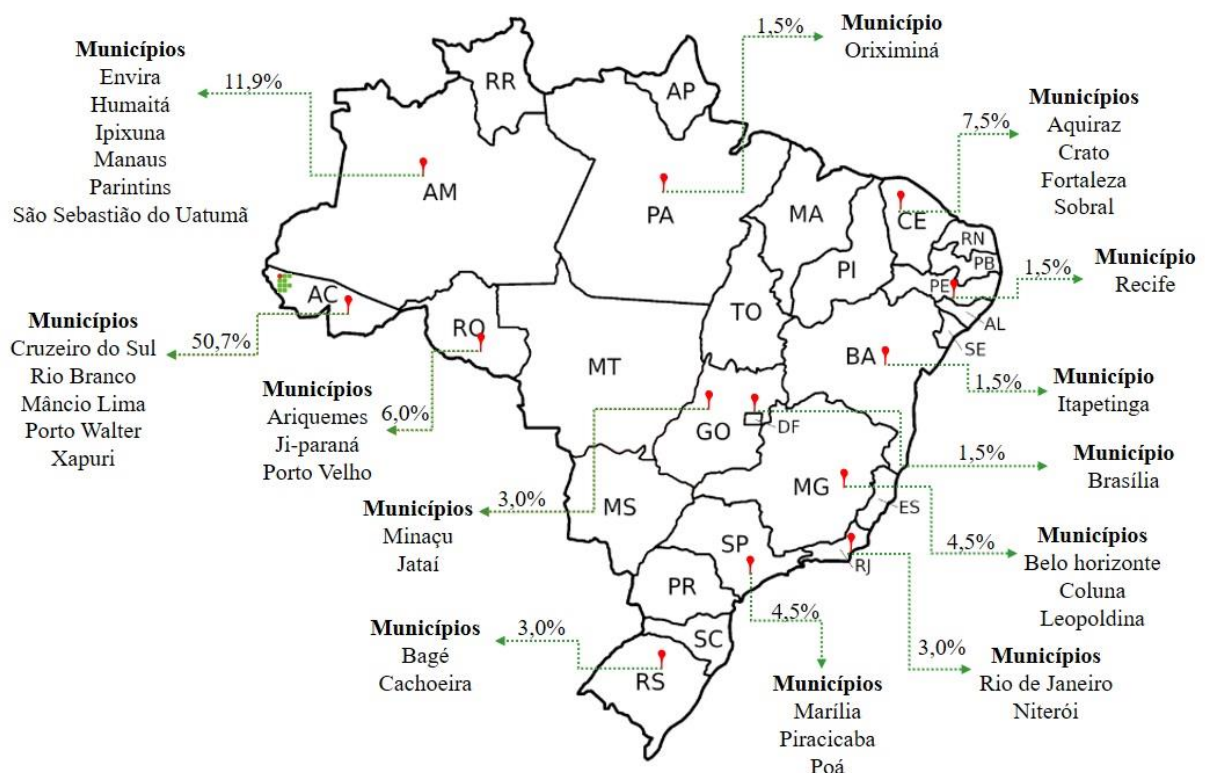 1,5%
Município
Oriximiná
Municípios
Envira
Humaitá
Ipixuna
Manaus
Parintins
São Sebastião do Uatumã
11,9%
RR
AP
7,5%
Municípios
Aquiraz
Crato
Fortaleza
Sobral
AM
PA
MA
CE
RN
PB
PI
PE
1,5%
Município
Recife
AC
RO
TO
AL
SE
Municípios
Cruzeiro do Sul
Rio Branco
Mâncio Lima
Porto Walter
Xapuri
50,7%
Municípios
Ariquemes
Ji-paraná
Porto Velho
6,0%
MT
BA
1,5%
Município
Itapetinga
GO
DF
1,5%
Município
Brasília
Municípios
Minaçu
Jataí
3,0%
MS
MG
ES
4,5%
Municípios
Belo horizonte
Coluna
Leopoldina
SP
RJ
PR
4,5%
Municípios
Marília
Piracicaba
Poá
3,0%
Municípios
Rio de Janeiro
Niterói
Municípios
Bagé
Cachoeira
3,0%
SC
RS